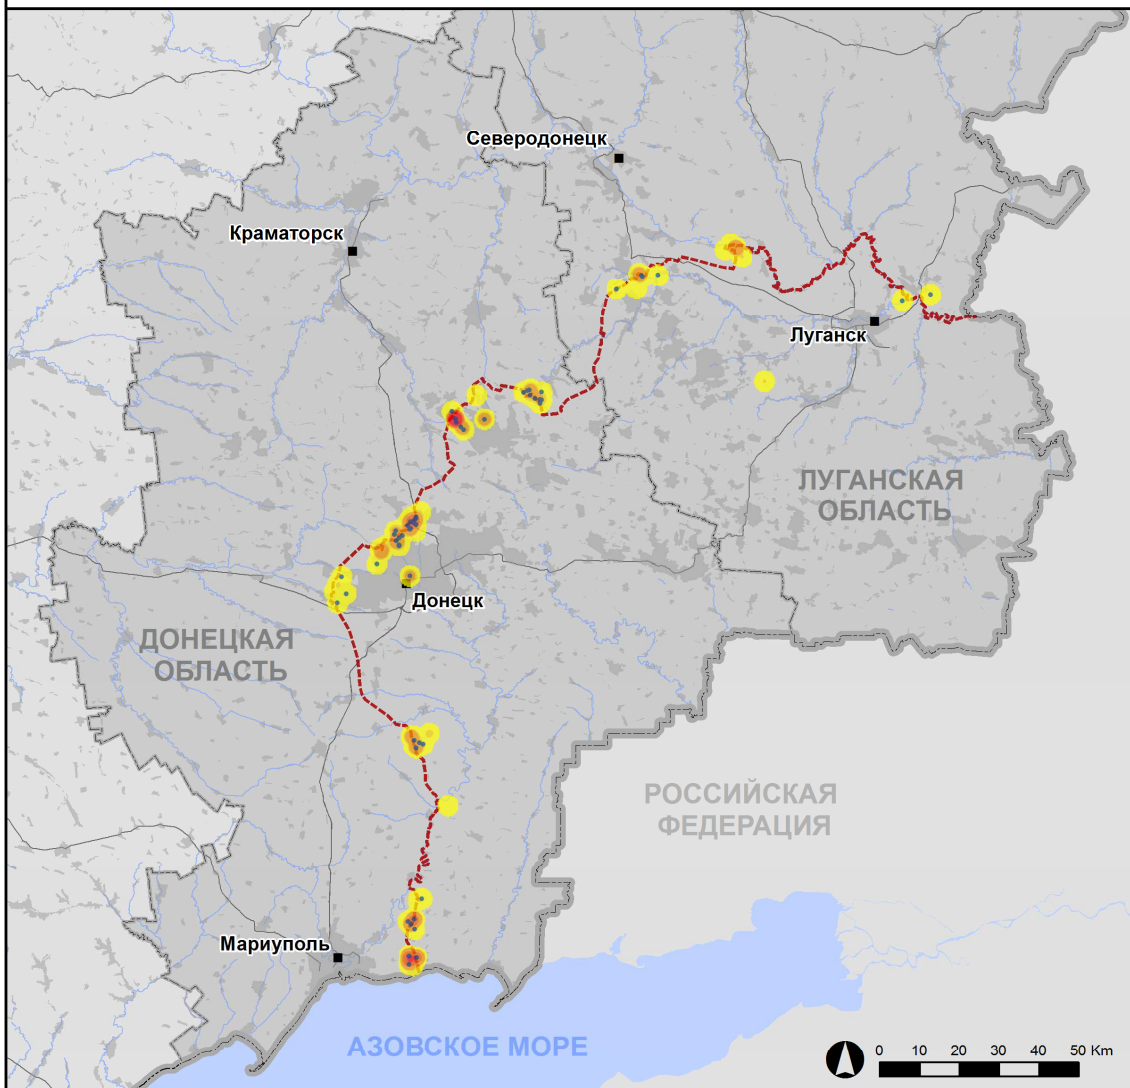 Северодонецк
Краматорск
Луганск
ЛУГАНСКАЯ
ОБЛАСТЬ
Донецк
ДОНЕЦКАЯ
ОБЛАСТЬ
РОССИЙСКАЯ
ФЕДЕРАЦИЯ
Мариуполь
АЗОВСКОЕ МОРЕ
0 10 20 30 40 50 Km